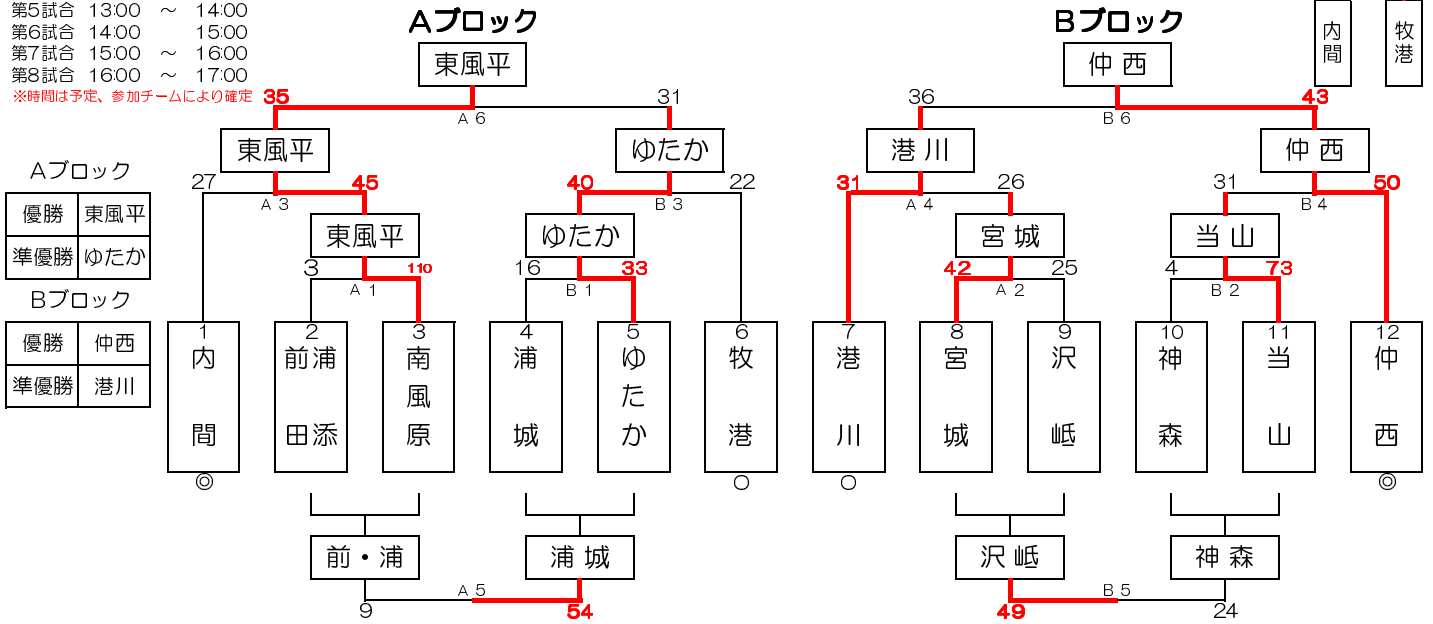 第5試合 13:00 ～ 14:00
第6試合 14:00 15:00
第7試合 15:00 ～ 16:00
第8試合 16:00 ～ 17:00
※時間は予定、参加チームにより確定
Aブロック
Bブロック
内間
牧港
東風平
仲西
35
31
A6
36
43
B6
東風平
ゆたか
港川
仲西
Aブロック
優勝 東風平
準優勝 ゆたか
Bブロック
優勝 仲西
準優勝 港川
27
45
A3
40
22
B3
31
26
A4
31
50
B4
東風平
ゆたか
宮城
当山
3
110
A1
16
33
B1
42
25
A2
4
73
B2
1
内間
◎
2
前浦
田添
3
南風原
4
浦城
5
ゆたか
6
牧港
○
7
港川
○
8
宮城
9
沢岻
10
神森
11
当山
12
仲西
◎
前・浦
浦城
沢岻
神森
9
A5
54
49
B5
24